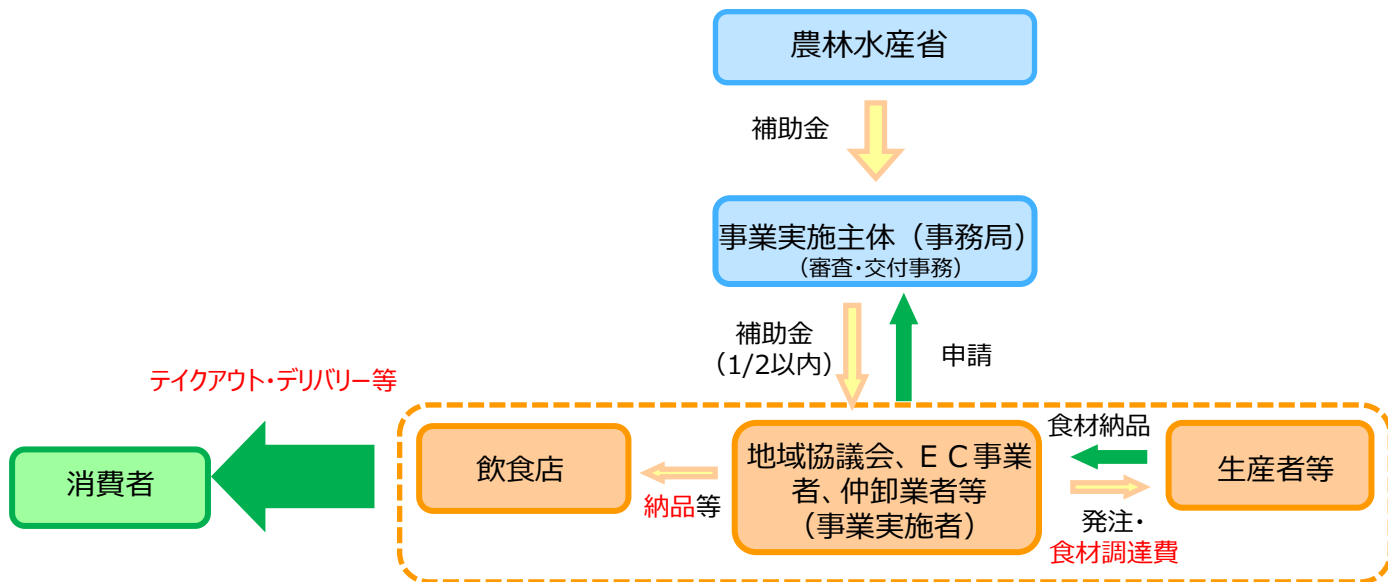 農林水産省
補助金
事業実施主体（事務局）
（審査・交付事務）
補助金
（1/2以内）
申請
テイクアウト・デリバリー等
消費者
飲食店
納品等
地域協議会、ＥＣ事業
者、仲卸業者等
（事業実施者）
食材納品
発注・
食材調達費
生産者等